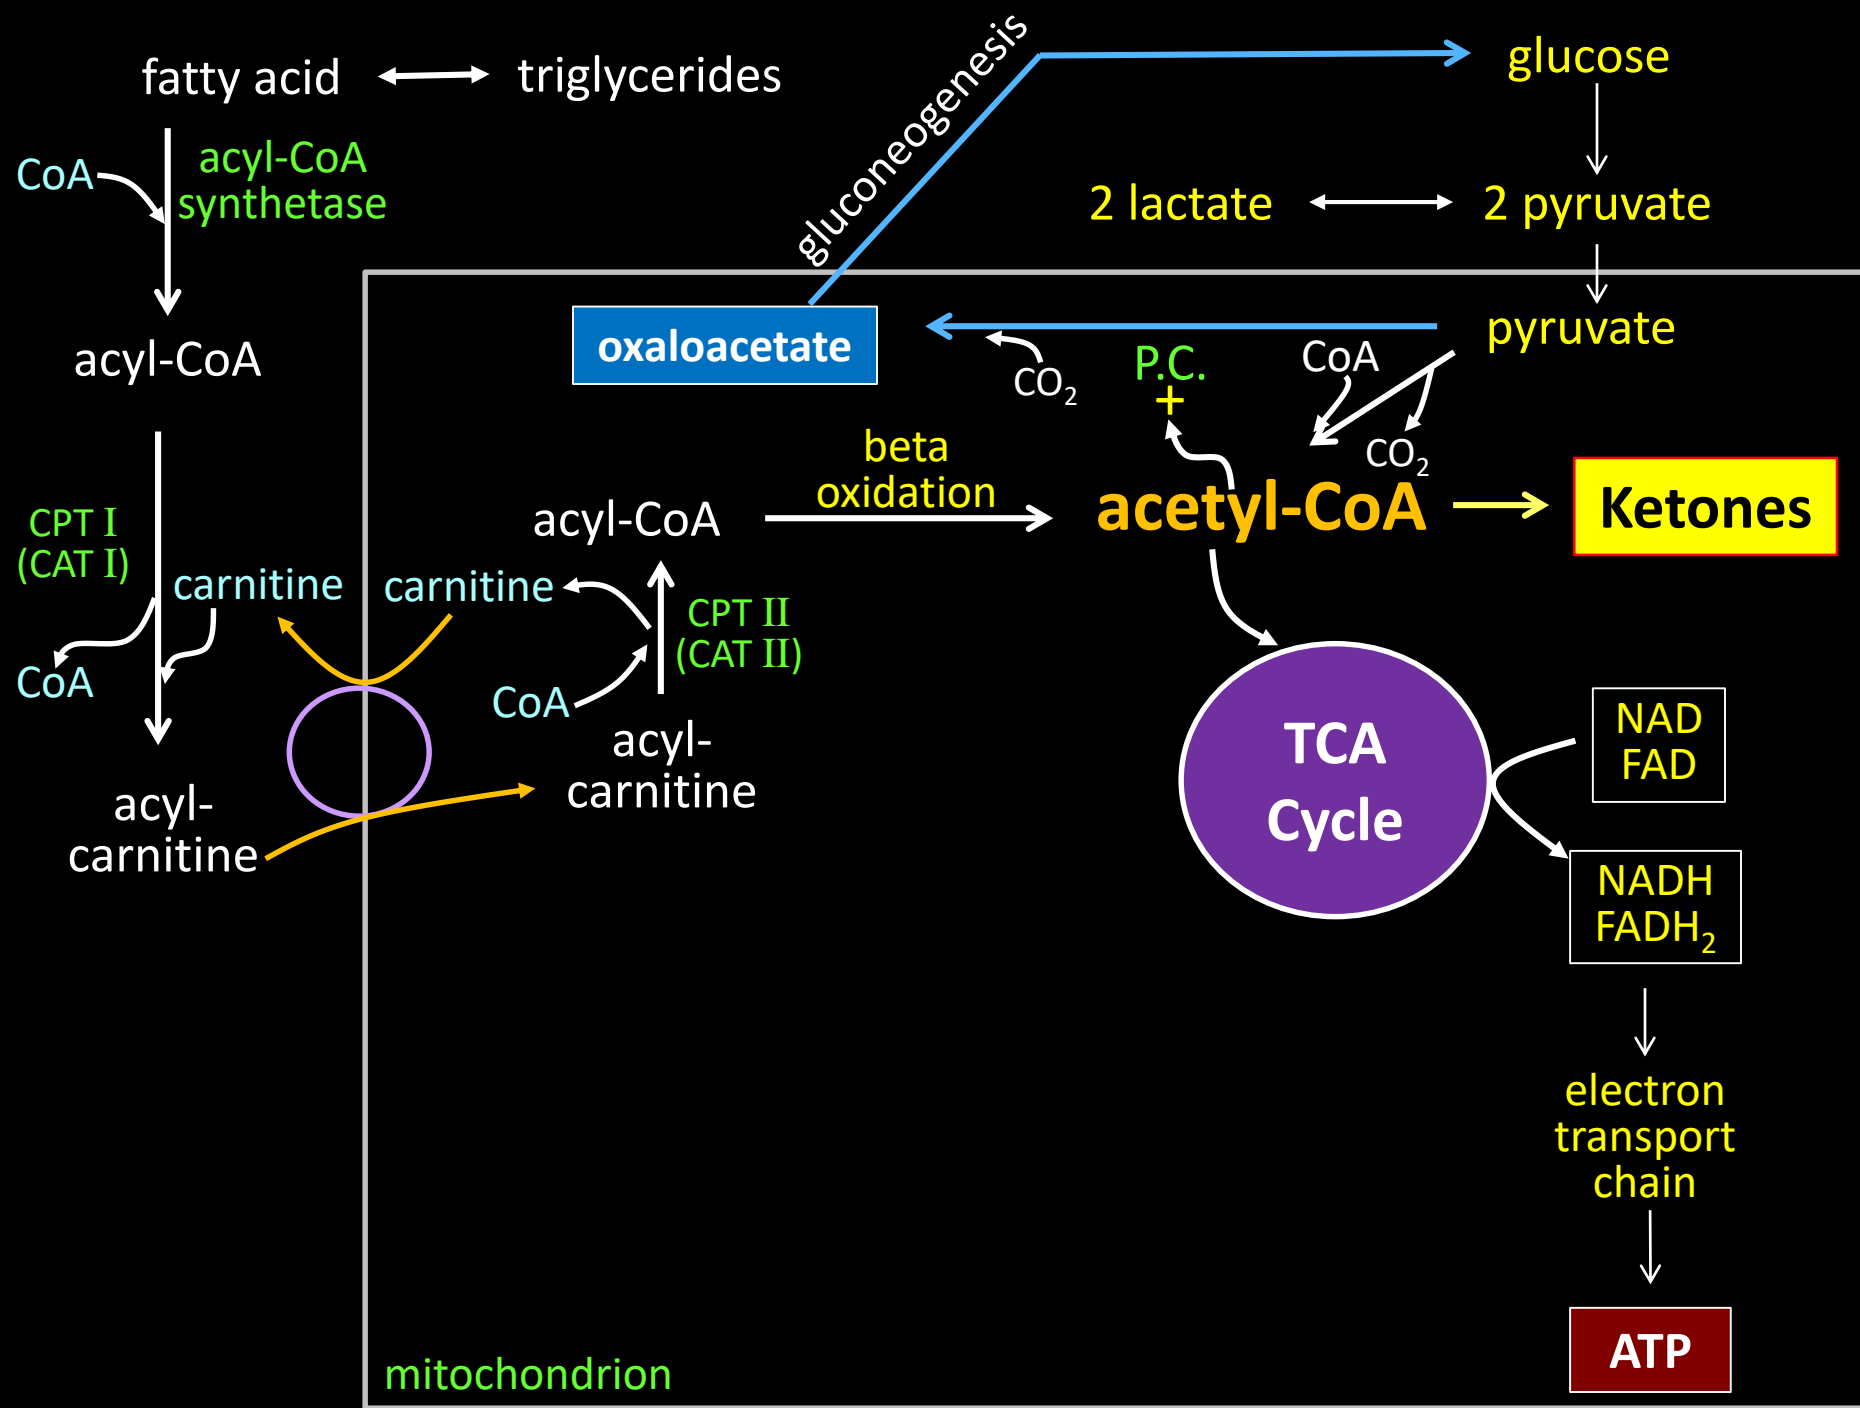 fatty acid
triglycerides
gluconeogenesis
glucose
CoA
acyl-CoA
synthetase
2 lactate
2 pyruvate
acyl-CoA
oxaloacetate
CO₂
P.C.
+
CoA
pyruvate
CO₂
beta
oxidation
acyl-CoA
acetyl-CoA
Ketones
CPT I
(CAT I)
carnitine
carnitine
CoA
CoA
CPT II
(CAT II)
acyl-
carnitine
acyl-
carnitine
TCA
Cycle
NAD
FAD
NADH
FADH₂
electron
transport
chain
ATP
mitochondrion